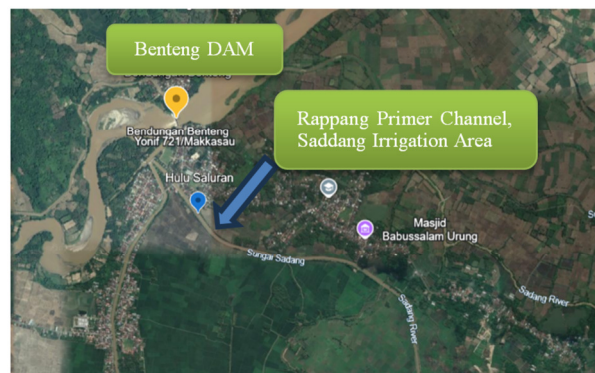 Benteng DAM
Bendungan Benteng
Yonif 721/Makkasau
Rappang Primer Channel,
Saddang Irrigation Area
Hulu Saluran
Masjid
Babussalam Urung
Sungai Sadang
Sadang River
Sadang River